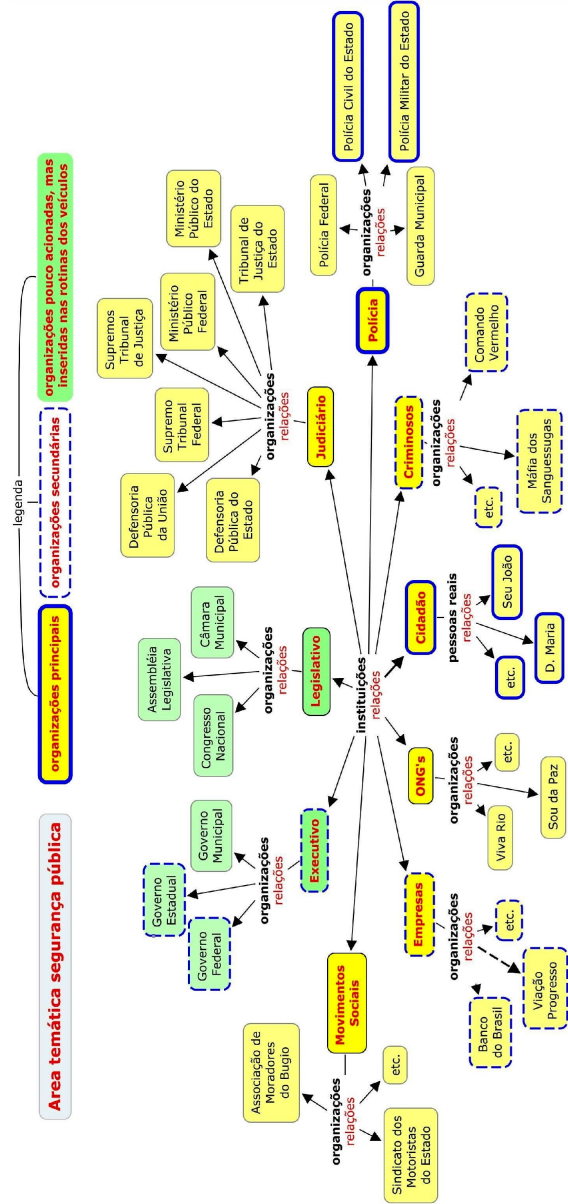 Area temática segurança pública
legenda
organizações principais
organizações secundárias
organizações pouco acionadas, mas
inseridas nas rotinas dos veículos
Governo
Federal
Governo
Estadual
Governo
Municipal
organizações
relações
Executivo
Congresso
Nacional
Assembléia
Legislativa
Câmara
Municipal
organizações
relações
Legislativo
Defensoria
Pública
da União
Defensoria
Pública do
Estado
Supremo
Tribunal
Federal
Supremos
Tribunal
de Justiça
Ministério
Público
Federal
Ministério
Público do
Estado
Tribunal de
Justiça do
Estado
organizações
relações
Judiciário
Polícia Federal
Polícia Civil do Estado
Polícia Militar do Estado
Guarda Municipal
organizações
relações
Polícia
instituições
relações
Associação de
Moradores
do Bugio
organizações
relações
Movimentos
Sociais
etc.
Sindicato dos
Motoristas
do Estado
Empresas
organizações
relações
Banco
do Brasil
Viação
Progresso
etc.
ONG's
organizações
relações
Viva Rio
Sou da Paz
etc.
Cidadão
pessoas reais
relações
etc.
D. Maria
Seu João
Criminosos
organizações
relações
etc.
Máfia dos
Sanguessugas
Comando
Vermelho